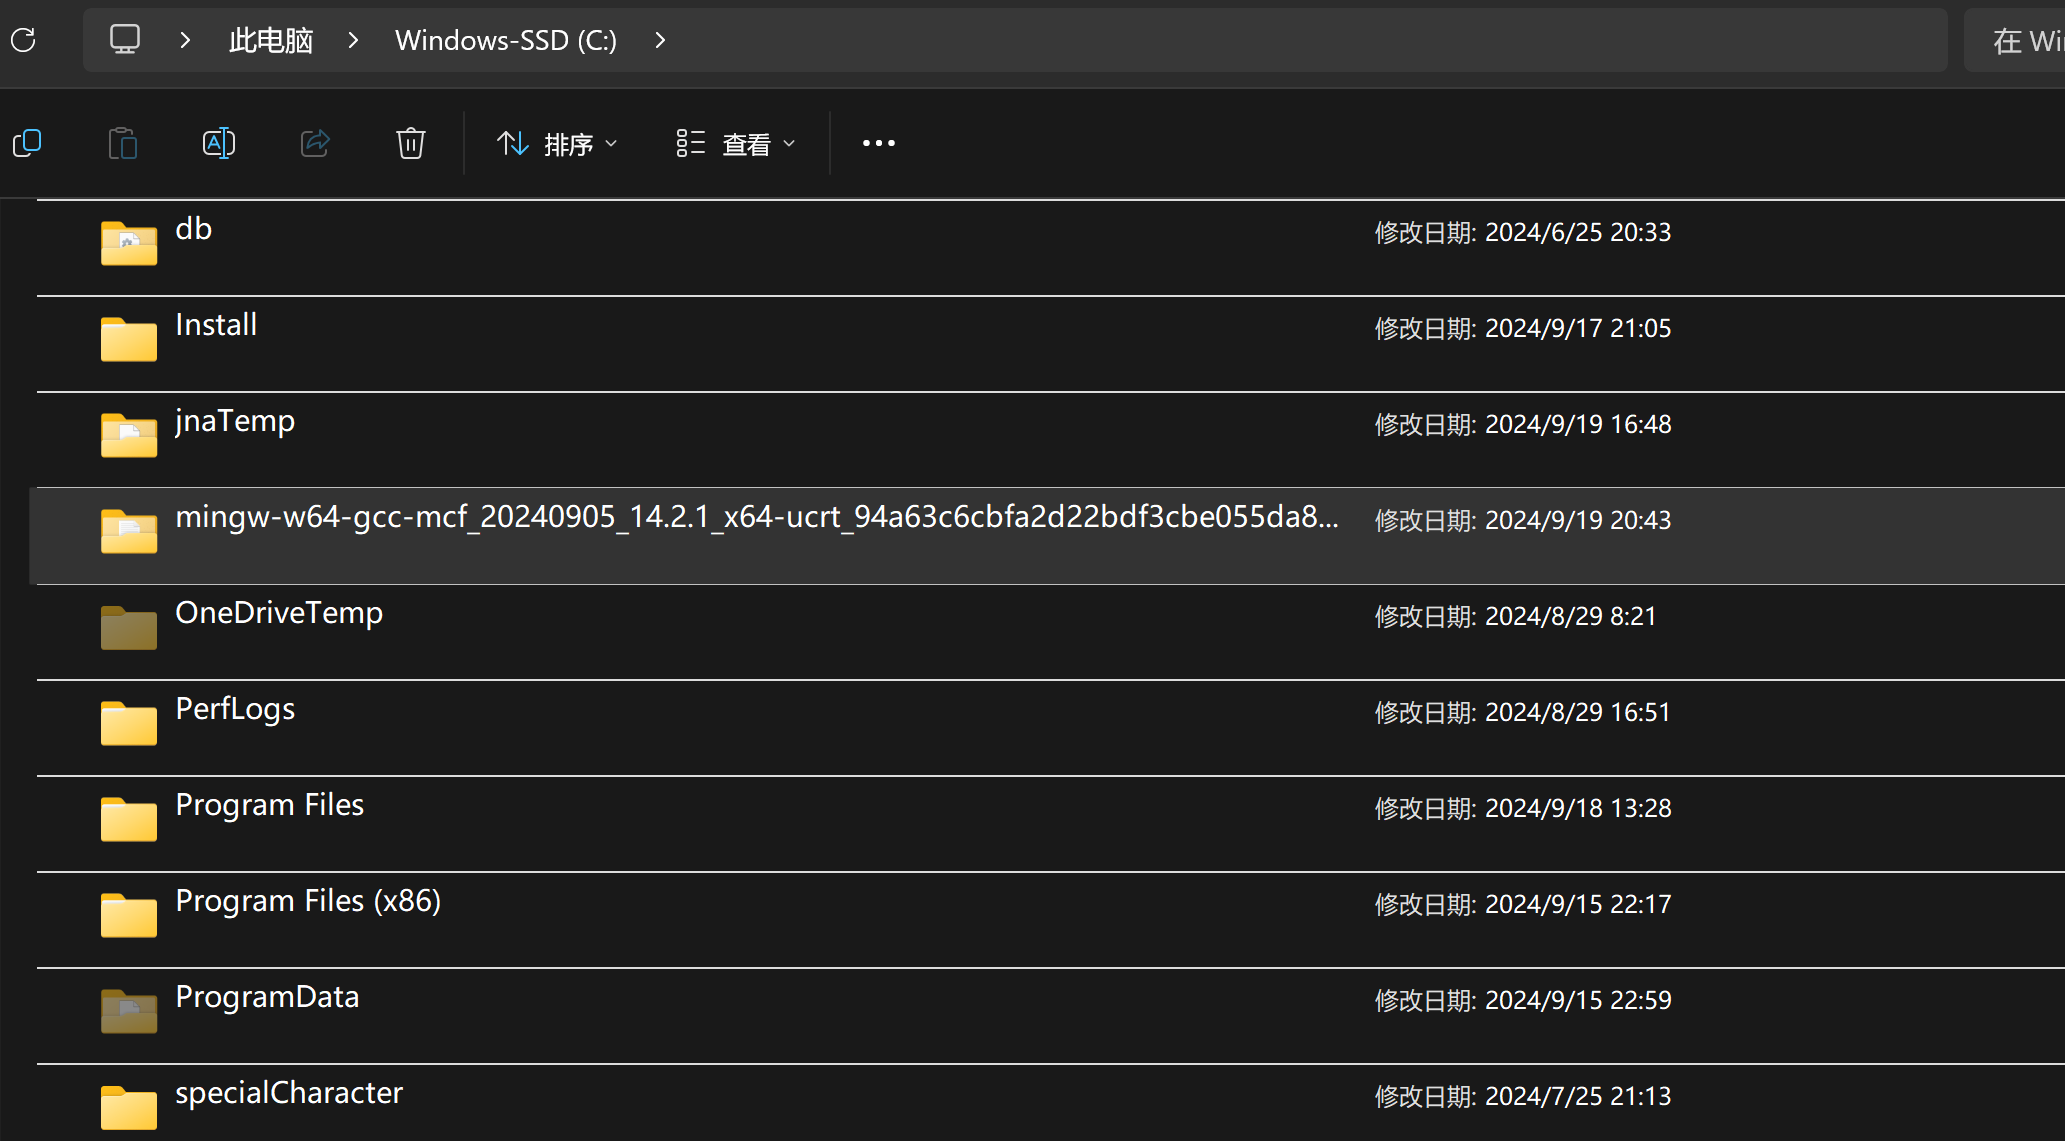 此电脑 Windows-SSD (C:)
在 Wi
排序 查看
db 修改日期: 2024/6/25 20:33
Install 修改日期: 2024/9/17 21:05
jnaTemp 修改日期: 2024/9/19 16:48
mingw-w64-gcc-mcf_20240905_14.2.1_x64-ucrt_94a63c6cbfa2d22bdf3cbe055da8... 修改日期: 2024/9/19 20:43
OneDriveTemp 修改日期: 2024/8/29 8:21
PerfLogs 修改日期: 2024/8/29 16:51
Program Files 修改日期: 2024/9/18 13:28
Program Files (x86) 修改日期: 2024/9/15 22:17
ProgramData 修改日期: 2024/9/15 22:59
specialCharacter 修改日期: 2024/7/25 21:13